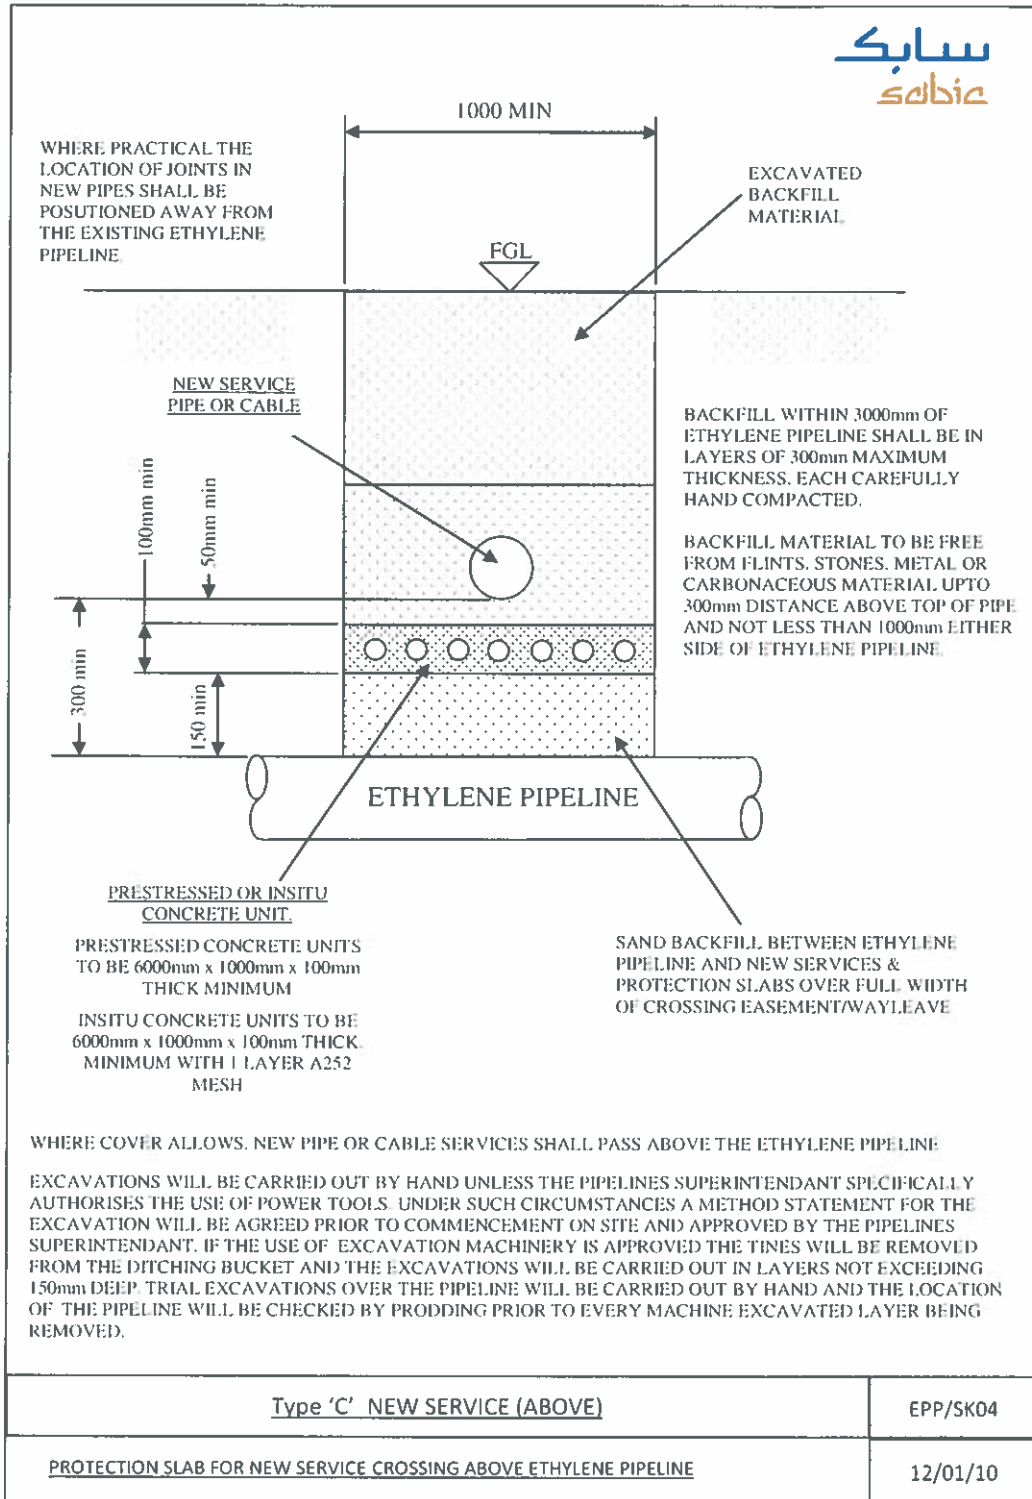 سابك
sabic
1000 MIN
WHERE PRACTICAL THE
LOCATION OF JOINTS IN
NEW PIPES SHALL BE
POSUTIONED AWAY FROM
THE EXISTING ETHYLENE
PIPELINE.
EXCAVATED
BACKFILL
MATERIAL
FGL
NEW SERVICE
PIPE OR CABLE
BACKFILL WITHIN 3000mm OF
ETHYLENE PIPELINE SHALL BE IN
LAYERS OF 300mm MAXIMUM
THICKNESS. EACH CAREFULLY
HAND COMPACTED.
BACKFILL MATERIAL TO BE FREE
FROM FLINTS. STONES. METAL OR
CARBONACEOUS MATERIAL UPTO
300mm DISTANCE ABOVE TOP OF PIPE
AND NOT LESS THAN 1000mm EITHER
SIDE OF ETHYLENE PIPELINE.
100mm min
50mm min
300 min
150 min
ETHYLENE PIPELINE
PRESTRESSED OR INSITU
CONCRETE UNIT.
PRESTRESSED CONCRETE UNITS
TO BE 6000mm x 1000mm x 100mm
THICK MINIMUM
INSITU CONCRETE UNITS TO BE
6000mm x 1000mm x 100mm THICK
MINIMUM WITH 1 LAYER A252
MESH
SAND BACKFILL BETWEEN ETHYLENE
PIPELINE AND NEW SERVICES &
PROTECTION SLABS OVER FULL WIDTH
OF CROSSING EASEMENT/WAYLEAVE
WHERE COVER ALLOWS. NEW PIPE OR CABLE SERVICES SHALL PASS ABOVE THE ETHYLENE PIPELINE
EXCAVATIONS WILL BE CARRIED OUT BY HAND UNLESS THE PIPELINES SUPERINTENDANT SPECIFICALLY
AUTHORISES THE USE OF POWER TOOLS. UNDER SUCH CIRCUMSTANCES A METHOD STATEMENT FOR THE
EXCAVATION WILL BE AGREED PRIOR TO COMMENCEMENT ON SITE AND APPROVED BY THE PIPELINES
SUPERINTENDANT. IF THE USE OF EXCAVATION MACHINERY IS APPROVED THE TINES WILL BE REMOVED
FROM THE DITCHING BUCKET AND THE EXCAVATIONS WILL BE CARRIED OUT IN LAYERS NOT EXCEEDING
150mm DEEP. TRIAL EXCAVATIONS OVER THE PIPELINE WILL BE CARRIED OUT BY HAND AND THE LOCATION
OF THE PIPELINE WILL BE CHECKED BY PRODDING PRIOR TO EVERY MACHINE EXCAVATED LAYER BEING
REMOVED.
Type 'C' NEW SERVICE (ABOVE)
EPP/SK04
PROTECTION SLAB FOR NEW SERVICE CROSSING ABOVE ETHYLENE PIPELINE
12/01/10